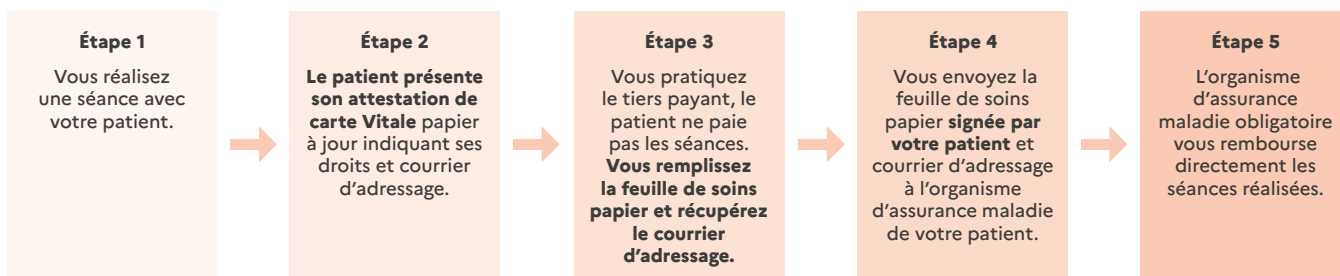 Étape 1
Vous réalisez
une séance avec
votre patient.
Étape 2
Le patient présente
son attestation de
carte Vitale papier
à jour indiquant ses
droits et courrier
d’adressage.
Étape 3
Vous pratiquez
le tiers payant, le
patient ne paie
pas les séances.
Vous remplissez
la feuille de soins
papier et récupérez
le courrier
d’adressage.
Étape 4
Vous envoyez la
feuille de soins
papier signée par
votre patient et
courrier d’adressage
à l’organisme
d’assurance maladie
de votre patient.
Étape 5
L’organisme
d’assurance
maladie obligatoire
vous rembourse
directement les
séances réalisées.